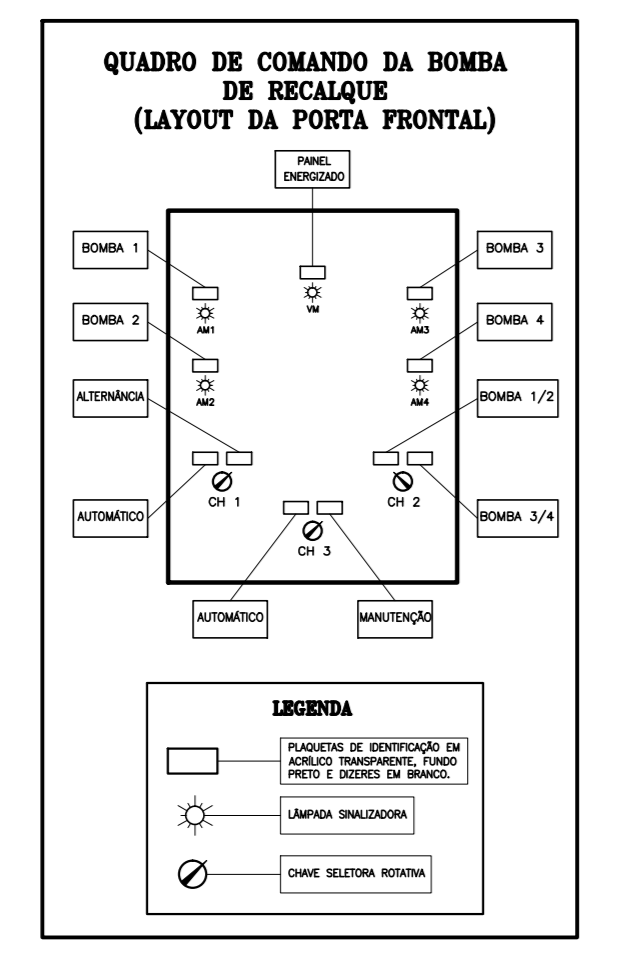 QUADRO DE COMANDO DA BOMBA
DE RECALQUE
(LAYOUT DA PORTA FRONTAL)
PAINEL
ENERGIZADO
BOMBA 1
BOMBA 3
VM
AM1
AM3
BOMBA 2
BOMBA 4
AM2
AM4
ALTERNÂNCIA
BOMBA 1/2
CH 1
CH 2
AUTOMÁTICO
BOMBA 3/4
CH 3
AUTOMÁTICO
MANUTENÇÃO
LEGENDA
PLAQUETAS DE IDENTIFICAÇÃO EM
ACRÍLICO TRANSPARENTE, FUNDO
PRETO E DIZERES EM BRANCO.
LÂMPADA SINALIZADORA
CHAVE SELETORA ROTATIVA